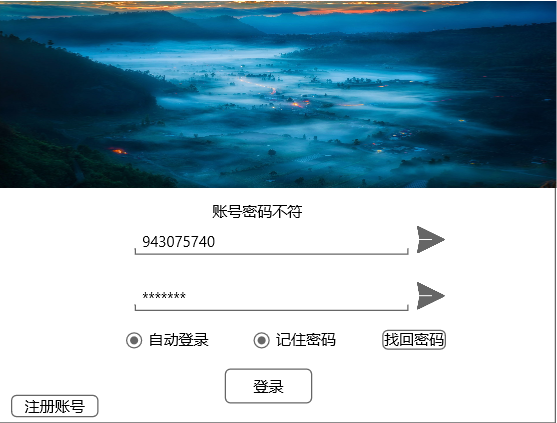 账号密码不符
943075740
*******
自动登录 记住密码 找回密码
登录
注册账号